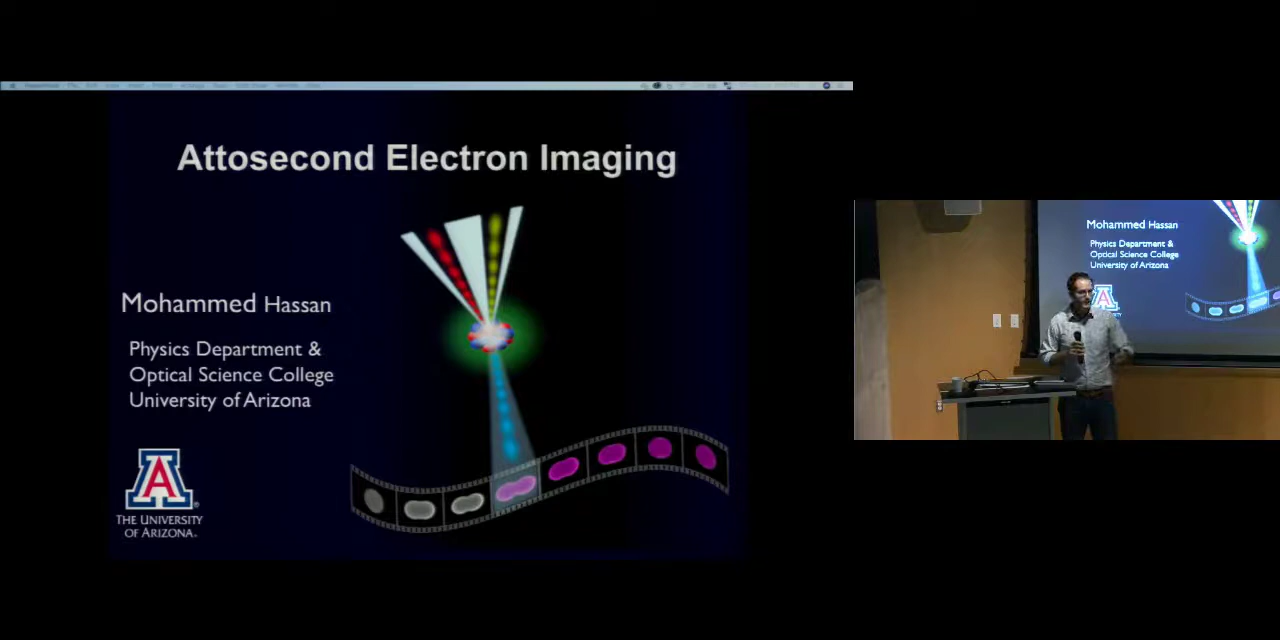 Attosecond Electron Imaging
Mohammed Hassan
Physics Department &
Optical Science College
University of Arizona
A
THE UNIVERSITY
OF ARIZONA
Mohammed Hassan
Physics Department &
Optical Science College
University of Arizona
A